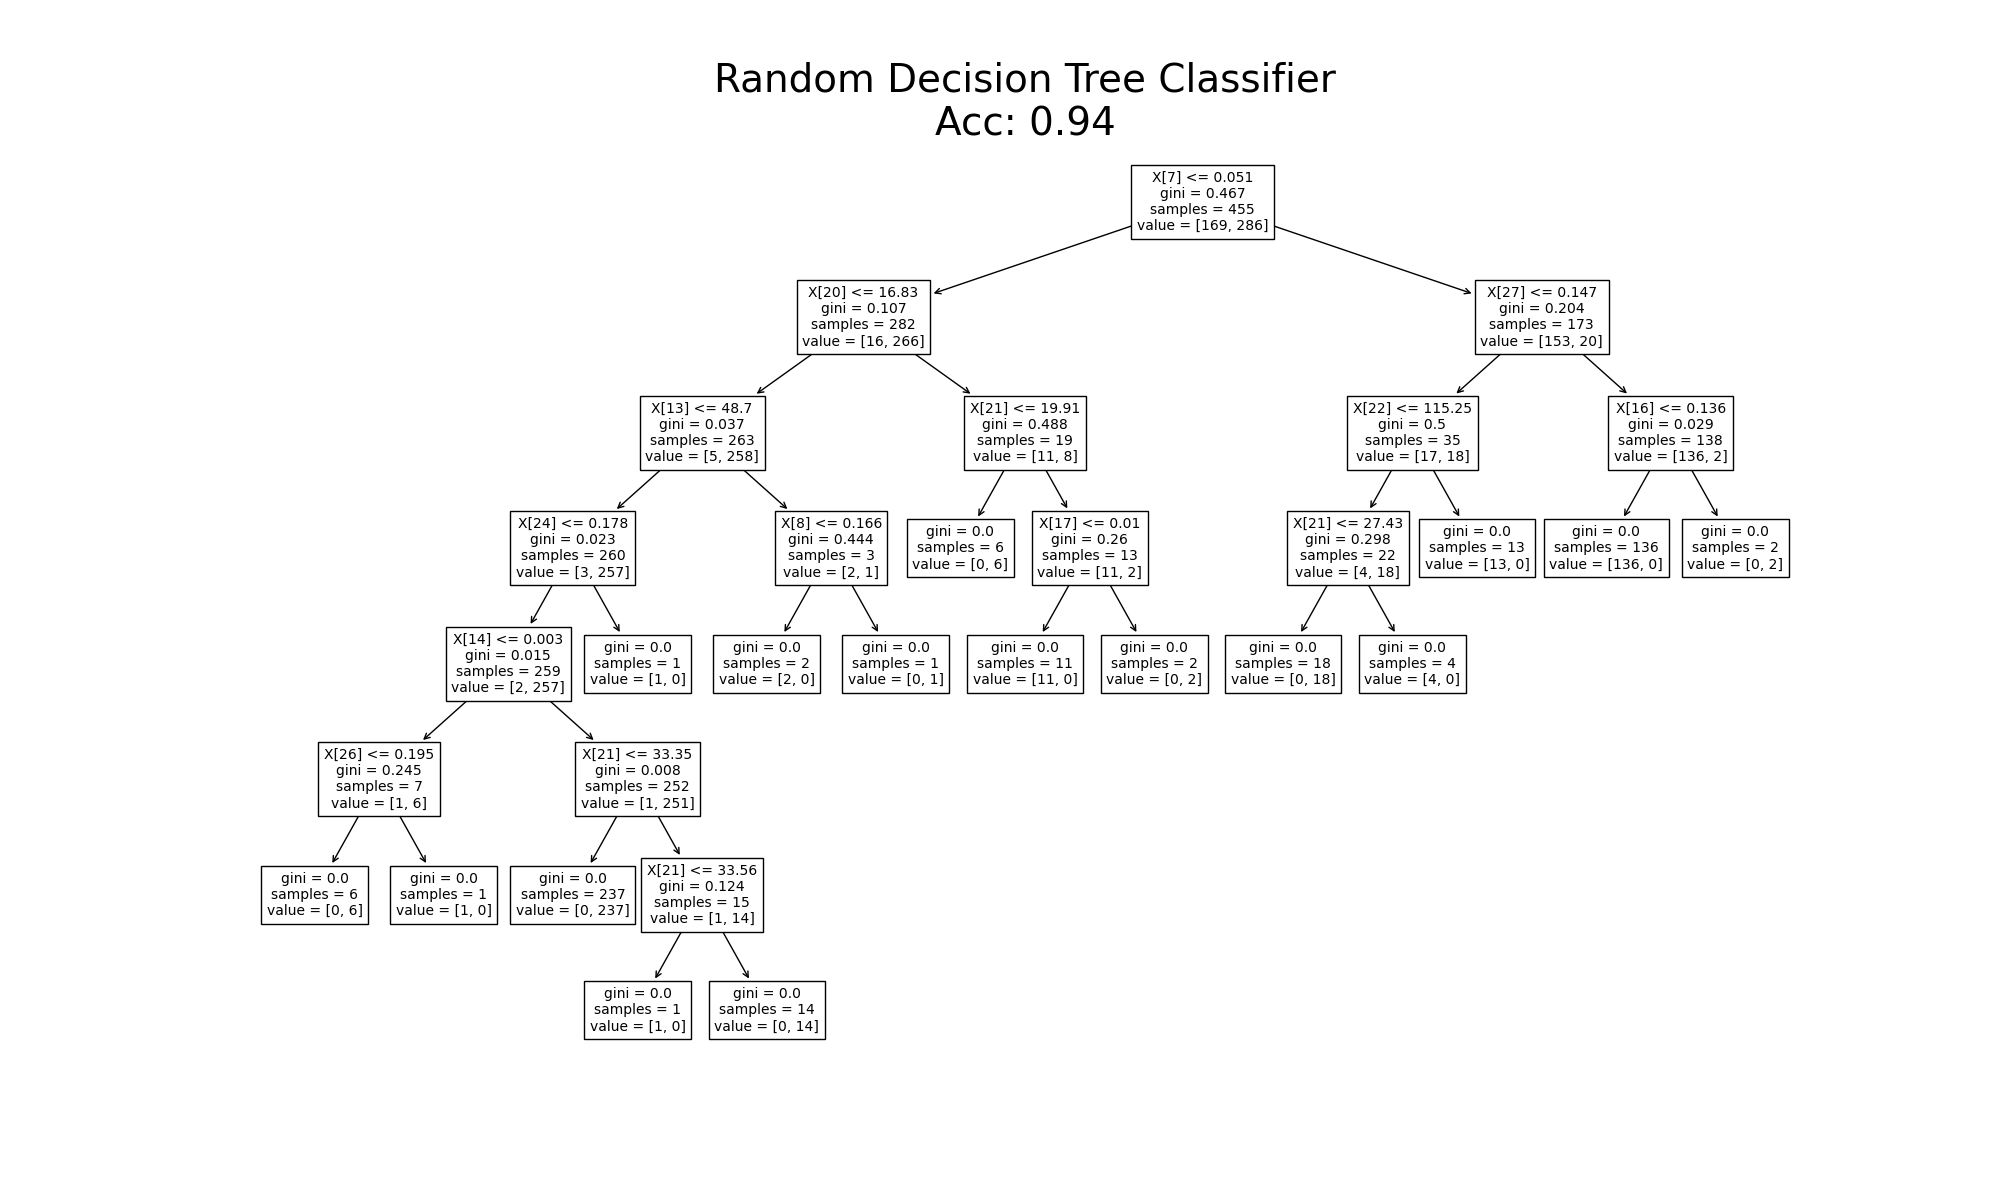 Random Decision Tree Classifier
Acc: 0.94
X[7] <= 0.051
gini = 0.467
samples = 455
value = [169, 286]
X[20] <= 16.83
gini = 0.107
samples = 282
value = [16, 266]
X[27] <= 0.147
gini = 0.204
samples = 173
value = [153, 20]
X[13] <= 48.7
gini = 0.037
samples = 263
value = [5, 258]
X[21] <= 19.91
gini = 0.488
samples = 19
value = [11, 8]
X[22] <= 115.25
gini = 0.5
samples = 35
value = [17, 18]
X[16] <= 0.136
gini = 0.029
samples = 138
value = [136, 2]
X[24] <= 0.178
gini = 0.023
samples = 260
value = [3, 257]
X[8] <= 0.166
gini = 0.444
samples = 3
value = [2, 1]
gini = 0.0
samples = 6
value = [0, 6]
X[17] <= 0.01
gini = 0.26
samples = 13
value = [11, 2]
X[21] <= 27.43
gini = 0.298
samples = 22
value = [4, 18]
gini = 0.0
samples = 13
value = [13, 0]
gini = 0.0
samples = 136
value = [136, 0]
gini = 0.0
samples = 2
value = [0, 2]
X[14] <= 0.003
gini = 0.015
samples = 259
value = [2, 257]
gini = 0.0
samples = 1
value = [1, 0]
gini = 0.0
samples = 2
value = [2, 0]
gini = 0.0
samples = 1
value = [0, 1]
gini = 0.0
samples = 11
value = [11, 0]
gini = 0.0
samples = 2
value = [0, 2]
gini = 0.0
samples = 18
value = [0, 18]
gini = 0.0
samples = 4
value = [4, 0]
X[26] <= 0.195
gini = 0.245
samples = 7
value = [1, 6]
X[21] <= 33.35
gini = 0.008
samples = 252
value = [1, 251]
gini = 0.0
samples = 6
value = [0, 6]
gini = 0.0
samples = 1
value = [1, 0]
gini = 0.0
samples = 237
value = [0, 237]
X[21] <= 33.56
gini = 0.124
samples = 15
value = [1, 14]
gini = 0.0
samples = 1
value = [1, 0]
gini = 0.0
samples = 14
value = [0, 14]